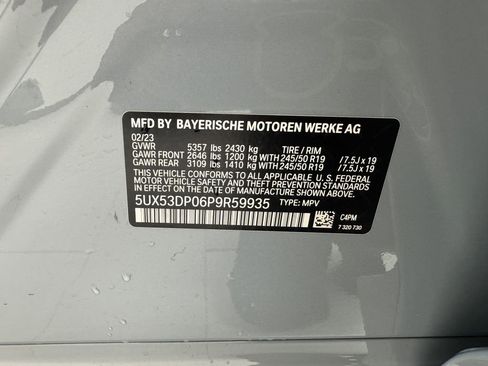 MFD BY BAYERISCHE MOTOREN WERKE AG
02/23
GVWR 5357 lbs 2430 kg TIRE / RIM
GAWR FRONT 2646 lbs 1200 kg WITH 245/50 R19 / 7.5J x 19
GAWR REAR 3109 lbs 1410 kg WITH 245/50 R19 / 7.5J x 19
THIS VEHICLE CONFORMS TO ALL APPLICABLE U.S. FEDERAL
MOTOR VEHICLE SAFETY STANDARDS IN EFFECT ON THE
DATE OF MANUFACTURE SHOWN ABOVE.
5UX53DP06P9R59935 TYPE: MPV
C4PM
7 320 730